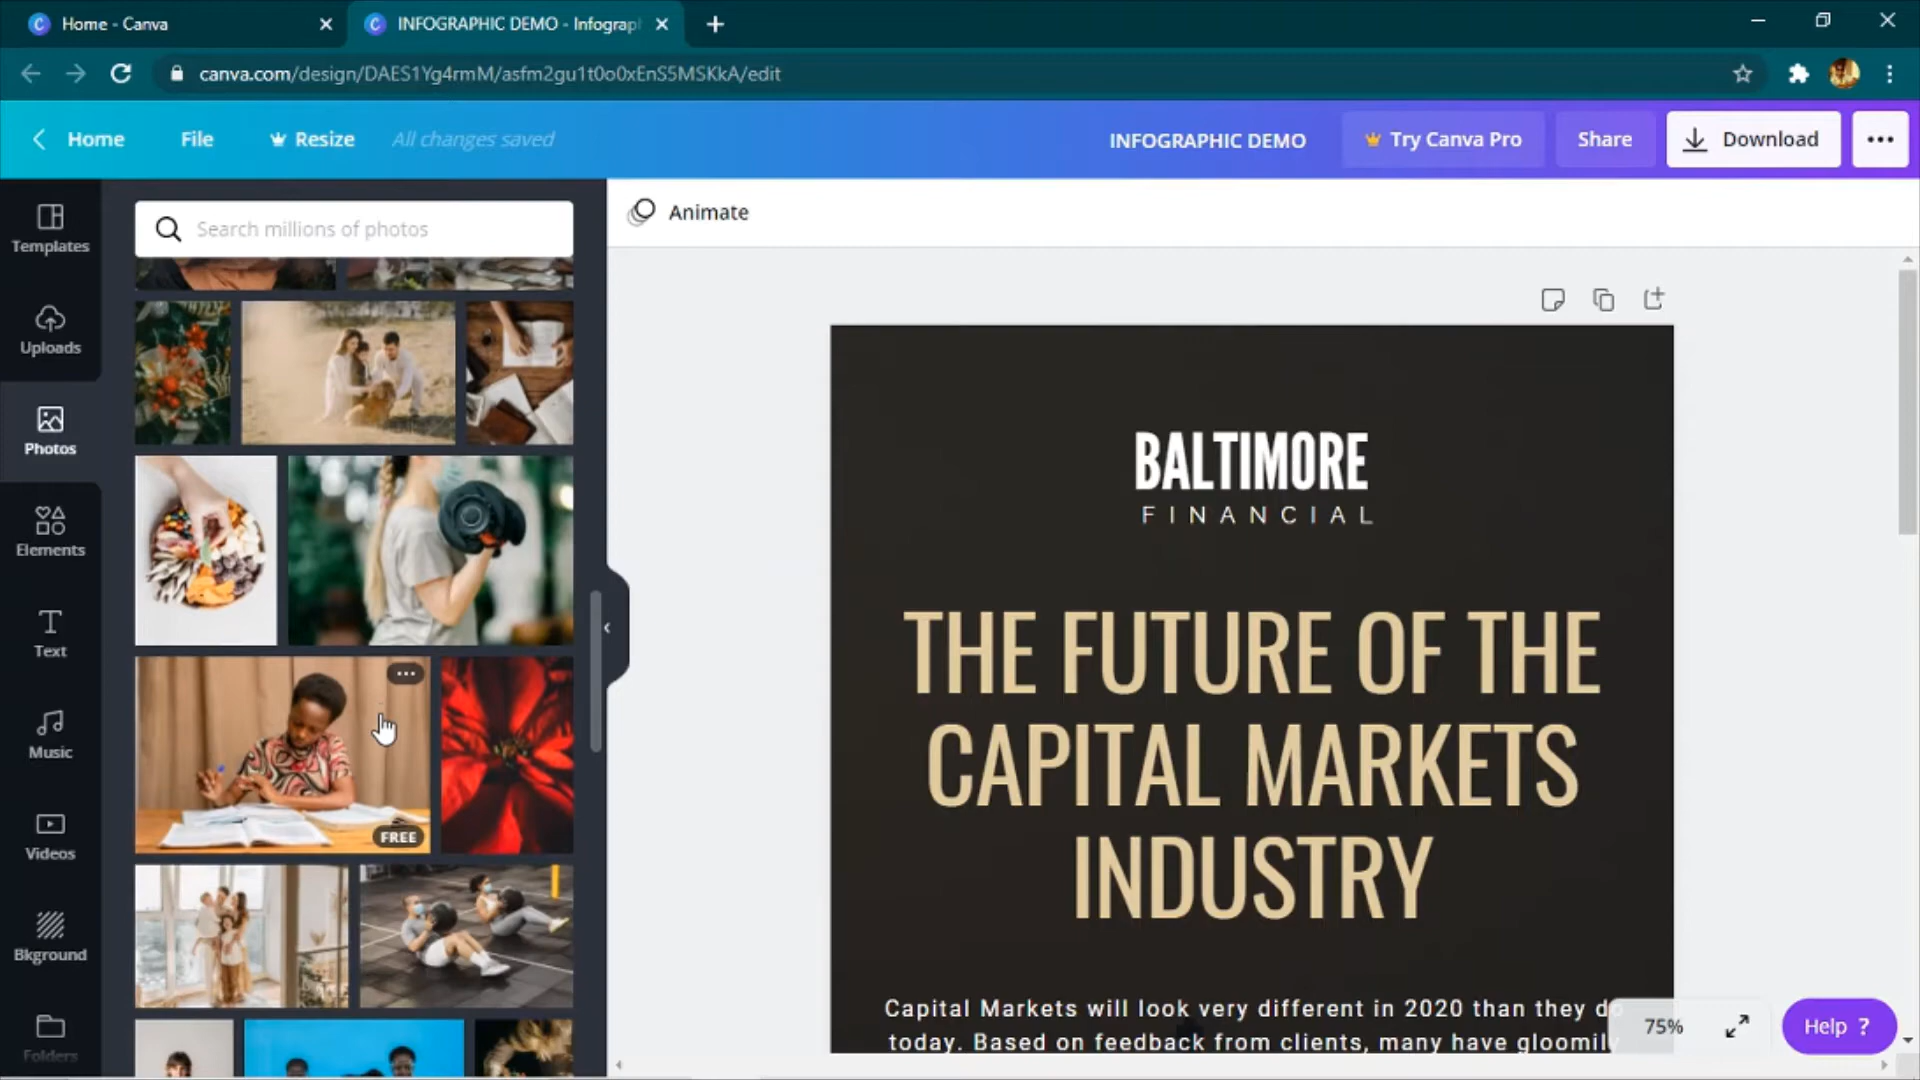 Home - Canva
INFOGRAPHIC DEMO - Infograp
canva.com/design/DAES1Yg4rmM/asfm2gu1t0o0xEnS5MSKkA/edit
Home
File
Resize
All changes saved
INFOGRAPHIC DEMO
Try Canva Pro
Share
Download
Templates
Uploads
Photos
Elements
Text
Music
Videos
Bkground
Folders
Search millions of photos
FREE
Animate
BALTIMORE
FINANCIAL
THE FUTURE OF THE
CAPITAL MARKETS
INDUSTRY
Capital Markets will look very different in 2020 than they do
today. Based on feedback from clients, many have gloomily
75%
Help ?